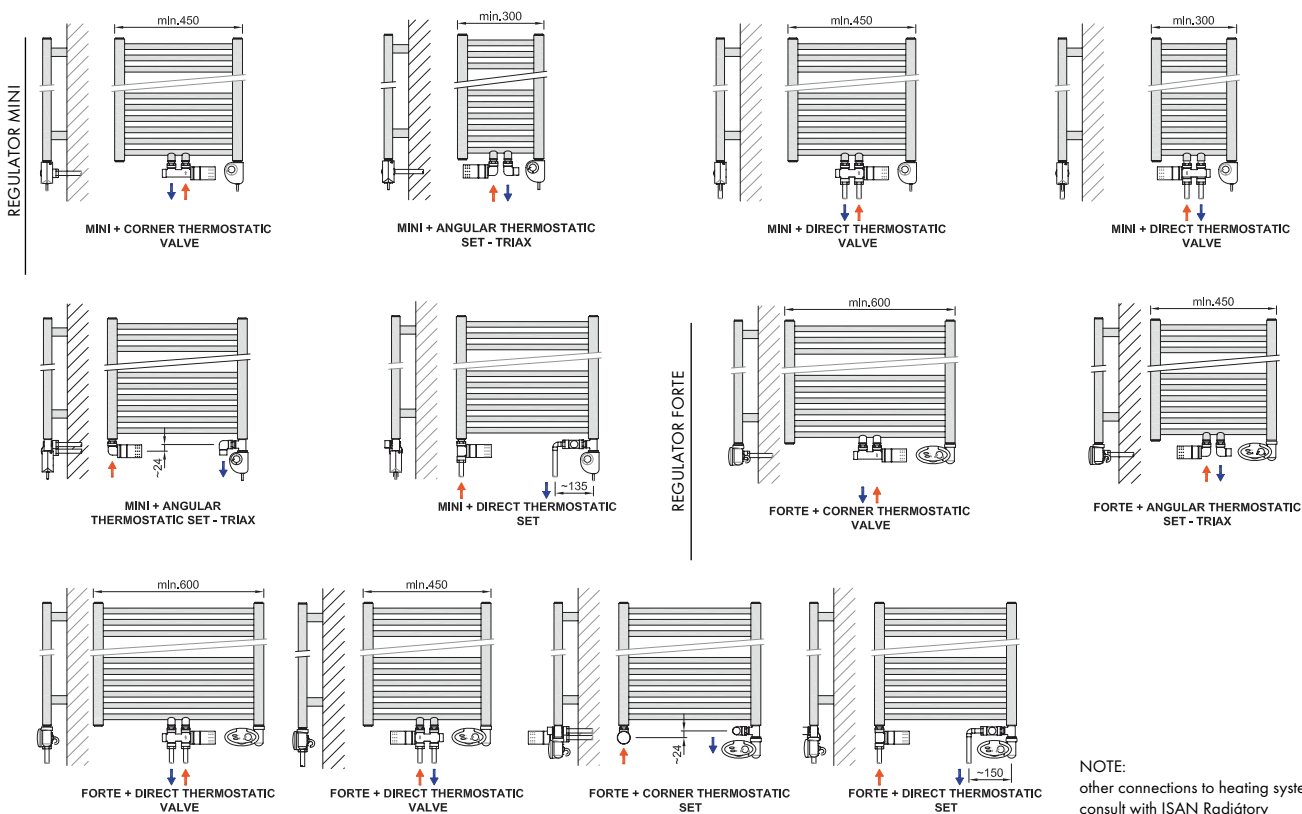 REGULATOR MINI
min.450
MINI + CORNER THERMOSTATIC
VALVE
min.300
MINI + ANGULAR THERMOSTATIC
SET - TRIAX
min.450
MINI + DIRECT THERMOSTATIC
VALVE
min.300
MINI + DIRECT THERMOSTATIC
VALVE
~24
MINI + ANGULAR
THERMOSTATIC SET - TRIAX
~135
MINI + DIRECT THERMOSTATIC
SET
REGULATOR FORTE
min.600
FORTE + CORNER THERMOSTATIC
VALVE
min.450
FORTE + ANGULAR THERMOSTATIC
SET - TRIAX
min.600
FORTE + DIRECT THERMOSTATIC
VALVE
min.450
FORTE + DIRECT THERMOSTATIC
VALVE
~24
FORTE + CORNER THERMOSTATIC
SET
~150
FORTE + DIRECT THERMOSTATIC
SET
NOTE:
other connections to heating syste
consult with ISAN Radiátory